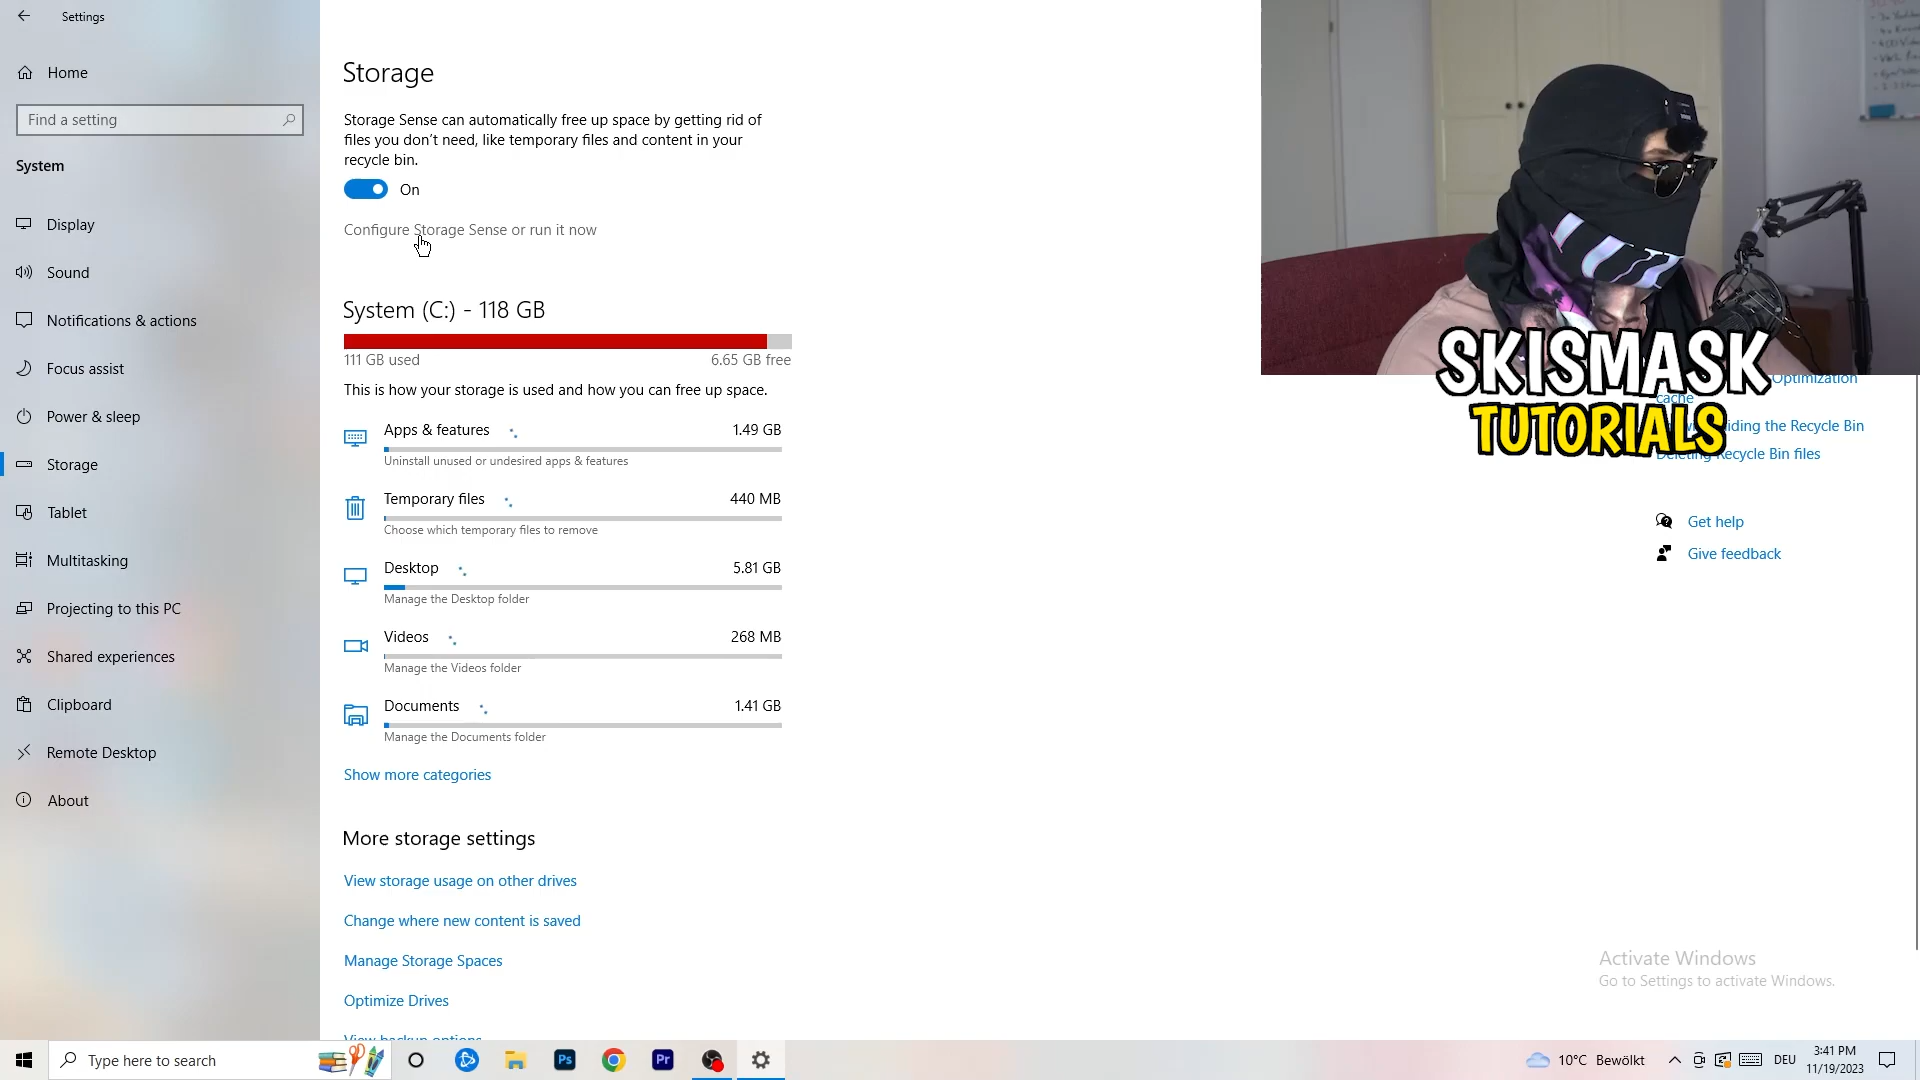 Settings
Home
Find a setting
System
Display
Sound
Notifications & actions
Focus assist
Power & sleep
Storage
Tablet
Multitasking
Projecting to this PC
Shared experiences
Clipboard
Remote Desktop
About
Storage
Storage Sense can automatically free up space by getting rid of
files you don't need, like temporary files and content in your
recycle bin.
On
Configure Storage Sense or run it now
System (C:) - 118 GB
111 GB used
6.65 GB free
This is how your storage is used and how you can free up space.
Apps & features
1.49 GB
Uninstall unused or undesired apps & features
Temporary files
440 MB
Choose which temporary files to remove
Desktop
5.81 GB
Manage the Desktop folder
Videos
268 MB
Manage the Videos folder
Documents
1.41 GB
Manage the Documents folder
Show more categories
More storage settings
View storage usage on other drives
Change where new content is saved
Manage Storage Spaces
Optimize Drives
View backup options
SKISMASK
TUTORIALS
Optimization
cache
the Recycle Bin
Recycle Bin files
Get help
Give feedback
Activate Windows
Go to Settings to activate Windows.
Type here to search
Ps
Pr
10°C Bewölkt
DEU
3:41 PM
11/19/2023